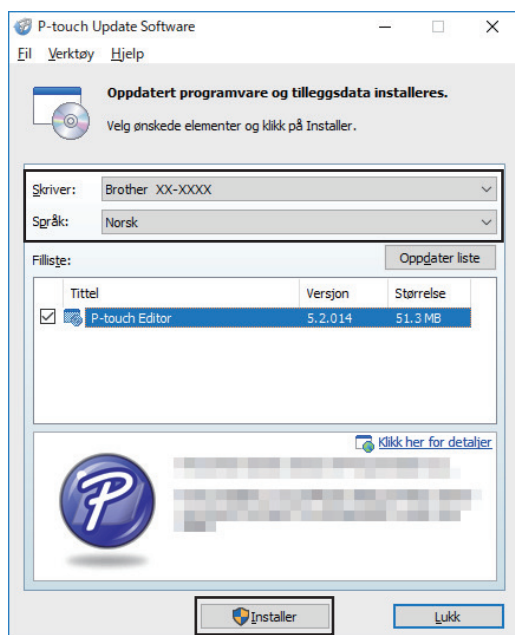 P-touch Update Software
Fil Verktøy Hjelp
Oppdatert programvare og tilleggsdata installeres.
Velg ønskede elementer og klikk på Installer.
Skriver: Brother XX-XXXX
Språk: Norsk
Filliste: Oppdater liste
Tittel Versjon Størrelse
P-touch Editor 5.2.014 51.3 MB
Klikk her for detaljer
P
Installer Lukk